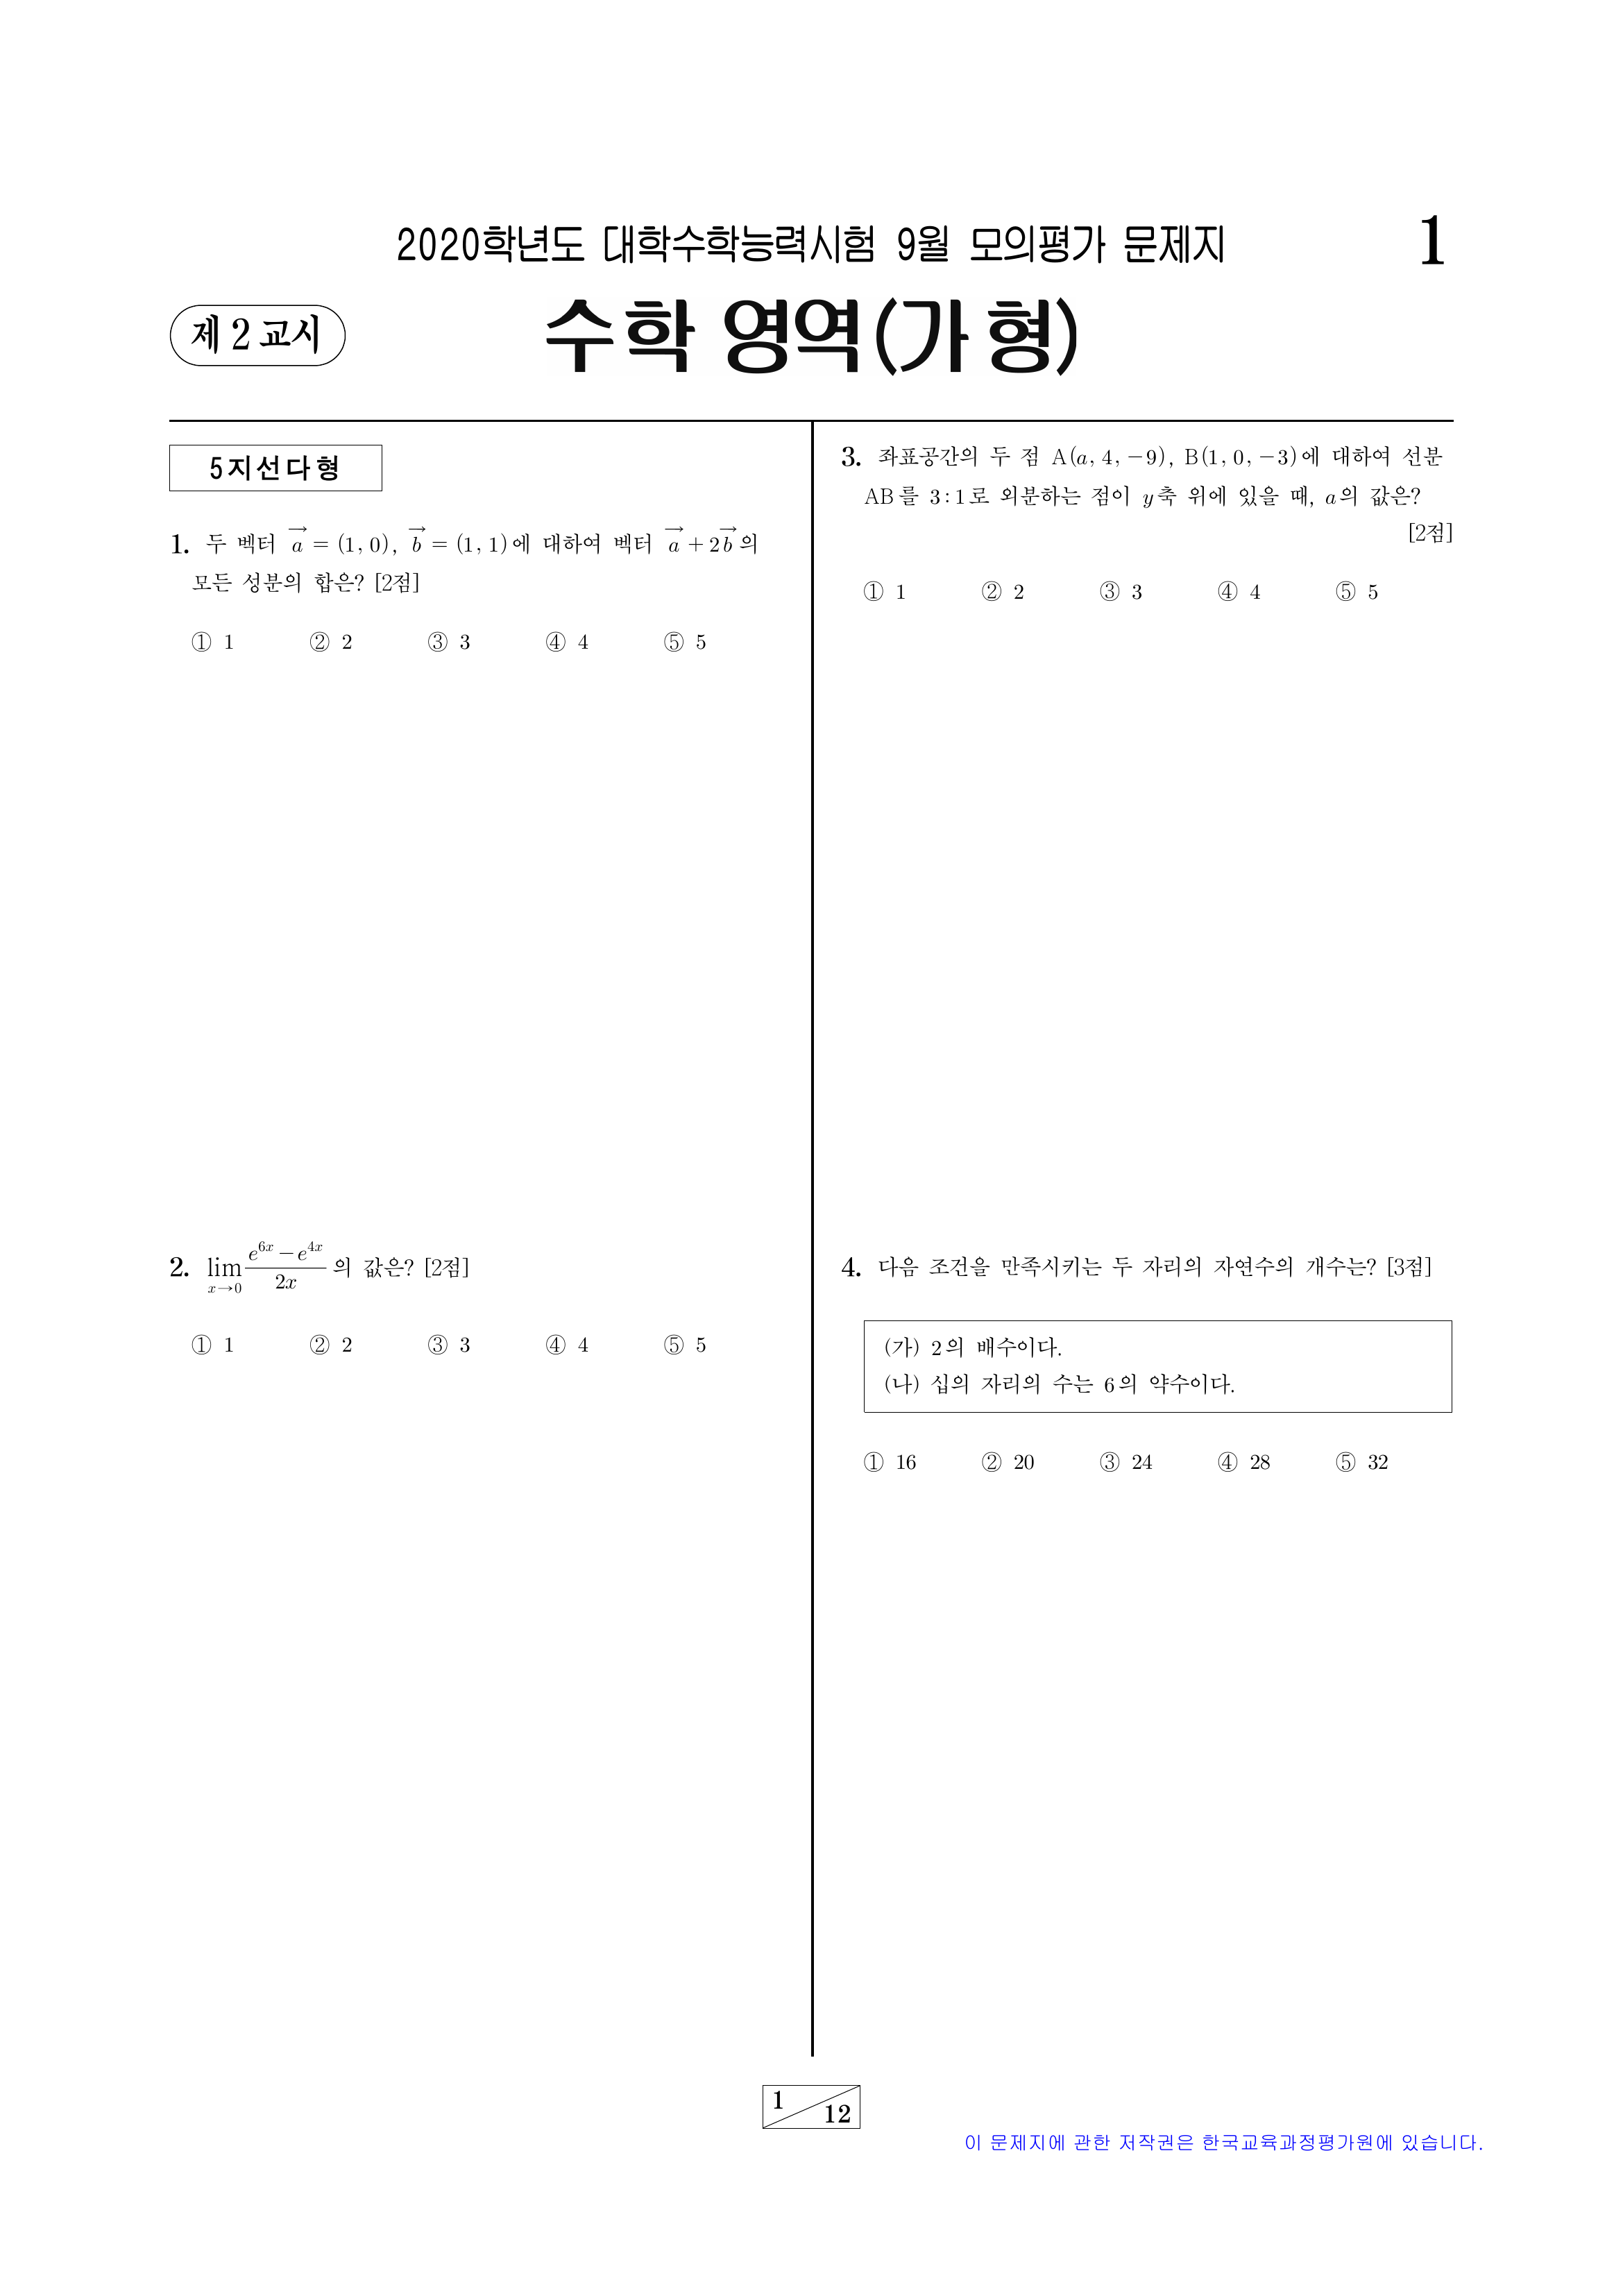 2020학년도 대학수학능력시험 9월 모의평가 문제지
1
제 2 교시
수학 영역(가형)
5지선다형
1. 두 벡터 $\vec{a} = (1, 0)$, $\vec{b} = (1, 1)$에 대하여 벡터 $\vec{a} + 2\vec{b}$의
모든 성분의 합은? [2점]
① 1 ② 2 ③ 3 ④ 4 ⑤ 5
2. $\lim_{x \to 0} \frac{e^{6x} - e^{4x}}{2x}$의 값은? [2점]
① 1 ② 2 ③ 3 ④ 4 ⑤ 5
3. 좌표공간의 두 점 A(a, 4, −9), B(1, 0, −3)에 대하여 선분
AB를 3 : 1로 외분하는 점이 y축 위에 있을 때, a의 값은?
[2점]
① 1 ② 2 ③ 3 ④ 4 ⑤ 5
4. 다음 조건을 만족시키는 두 자리의 자연수의 개수는? [3점]
(가) 2의 배수이다.
(나) 십의 자리의 수는 6의 약수이다.
① 16 ② 20 ③ 24 ④ 28 ⑤ 32
1
12
이 문제지에 관한 저작권은 한국교육과정평가원에 있습니다.